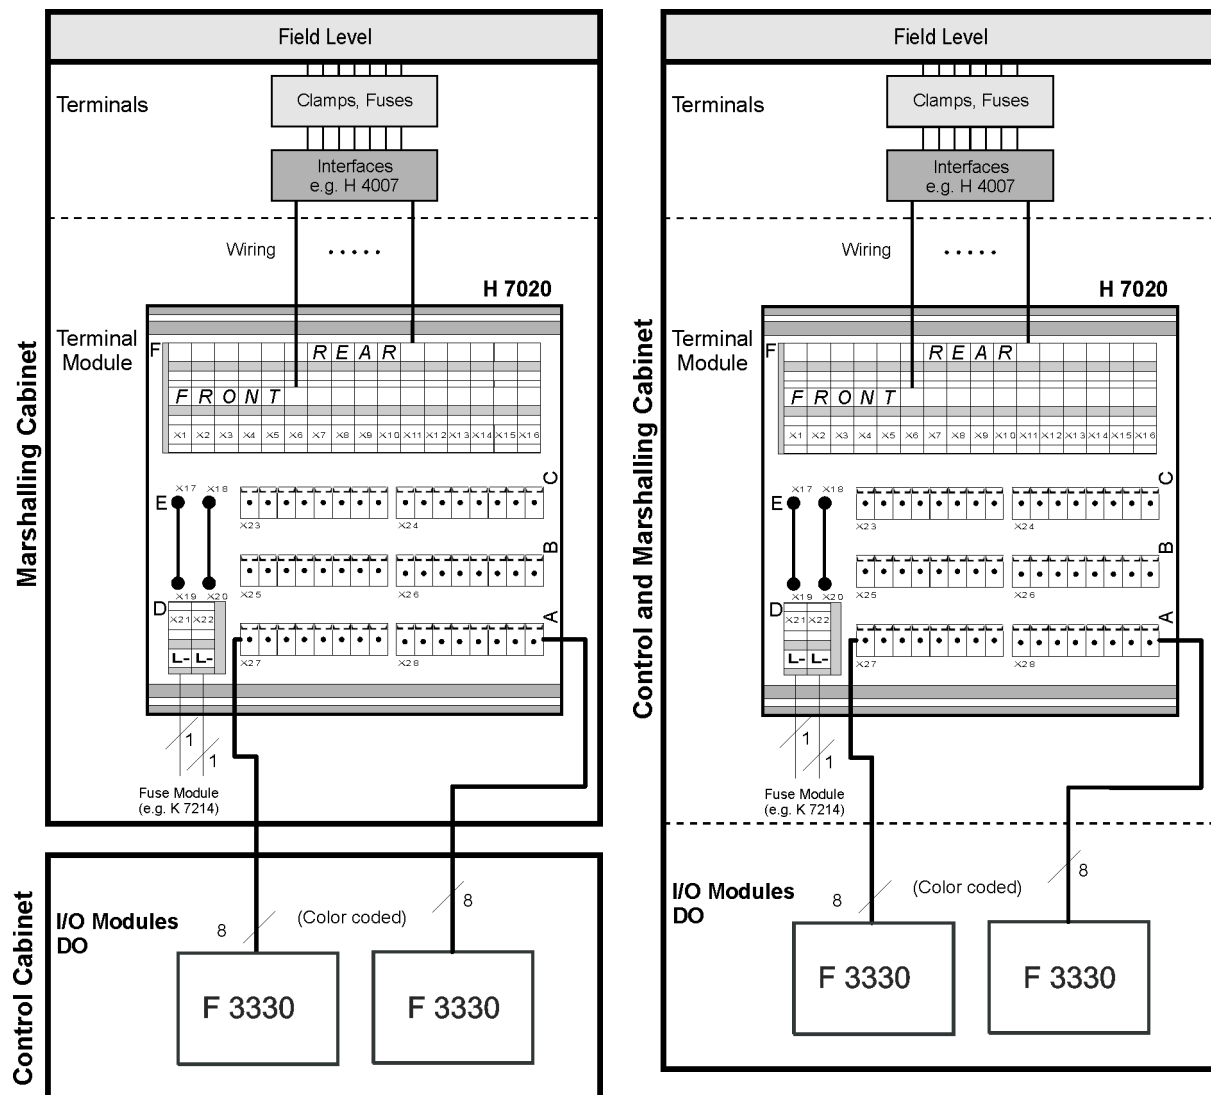 Field Level
Terminals
Clamps, Fuses
Interfaces
e.g. H 4007
Wiring
.....
H 7020
Terminal
Module
F
REAR
FRONT
X1 X2 X3 X4 X5 X6 X7 X8 X9 X10 X11 X12 X13 X14 X15 X16
C
X17 X18
E
X23 X24
B
X19 X20
X25 X26
D
A
X21 X22
L- L-
X27 X28
1
1
Fuse Module
(e.g. K 7214)
Marshalling Cabinet
I/O Modules
DO
8
(Color coded)
8
F 3330
F 3330
Control Cabinet
Field Level
Terminals
Clamps, Fuses
Interfaces
e.g. H 4007
Wiring
.....
H 7020
Terminal
Module
F
REAR
FRONT
X1 X2 X3 X4 X5 X6 X7 X8 X9 X10 X11 X12 X13 X14 X15 X16
C
X17 X18
E
X23 X24
B
X19 X20
X25 X26
D
A
X21 X22
L- L-
X27 X28
1
1
Fuse Module
(e.g. K 7214)
Control and Marshalling Cabinet
I/O Modules
DO
8
(Color coded)
8
F 3330
F 3330